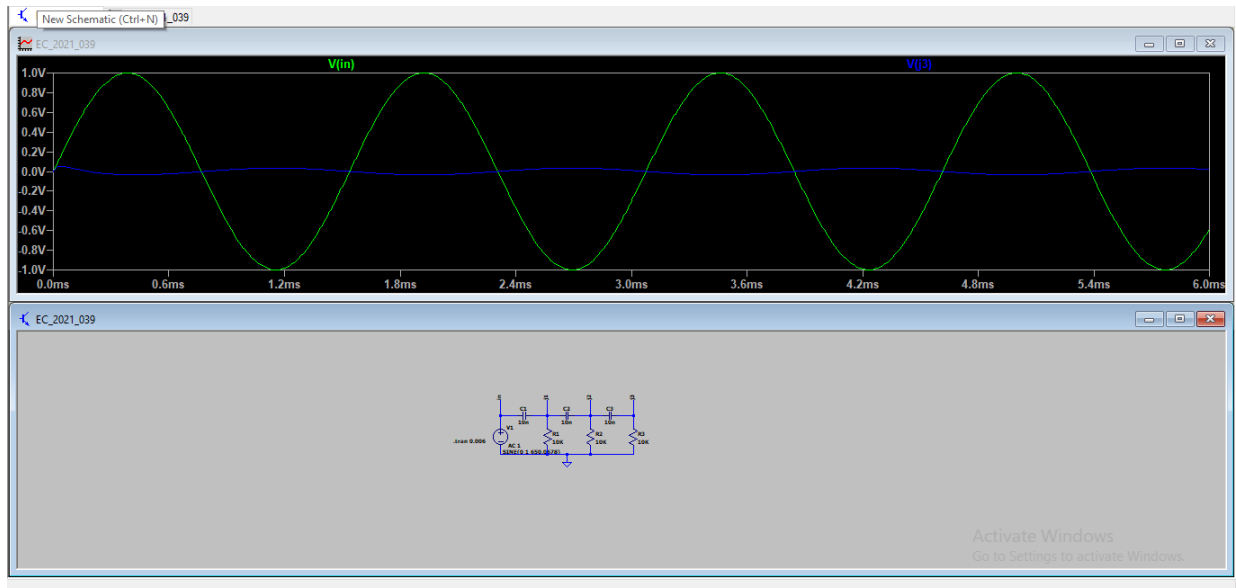 New Schematic (Ctrl+N)
_039
EC_2021_039
V(in)
V(j3)
1.0V
0.8V
0.6V
0.4V
0.2V
0.0V
-0.2V
-0.4V
-0.6V
-0.8V
-1.0V
0.0ms
0.6ms
1.2ms
1.8ms
2.4ms
3.0ms
3.6ms
4.2ms
4.8ms
5.4ms
6.0ms
EC_2021_039
in
C1
10n
C2
10n
C3
10n
V1
R1
10K
R2
10K
R3
10K
.tran 0.006
AC 1
Activate Windows
Go to Settings to activate Windows.